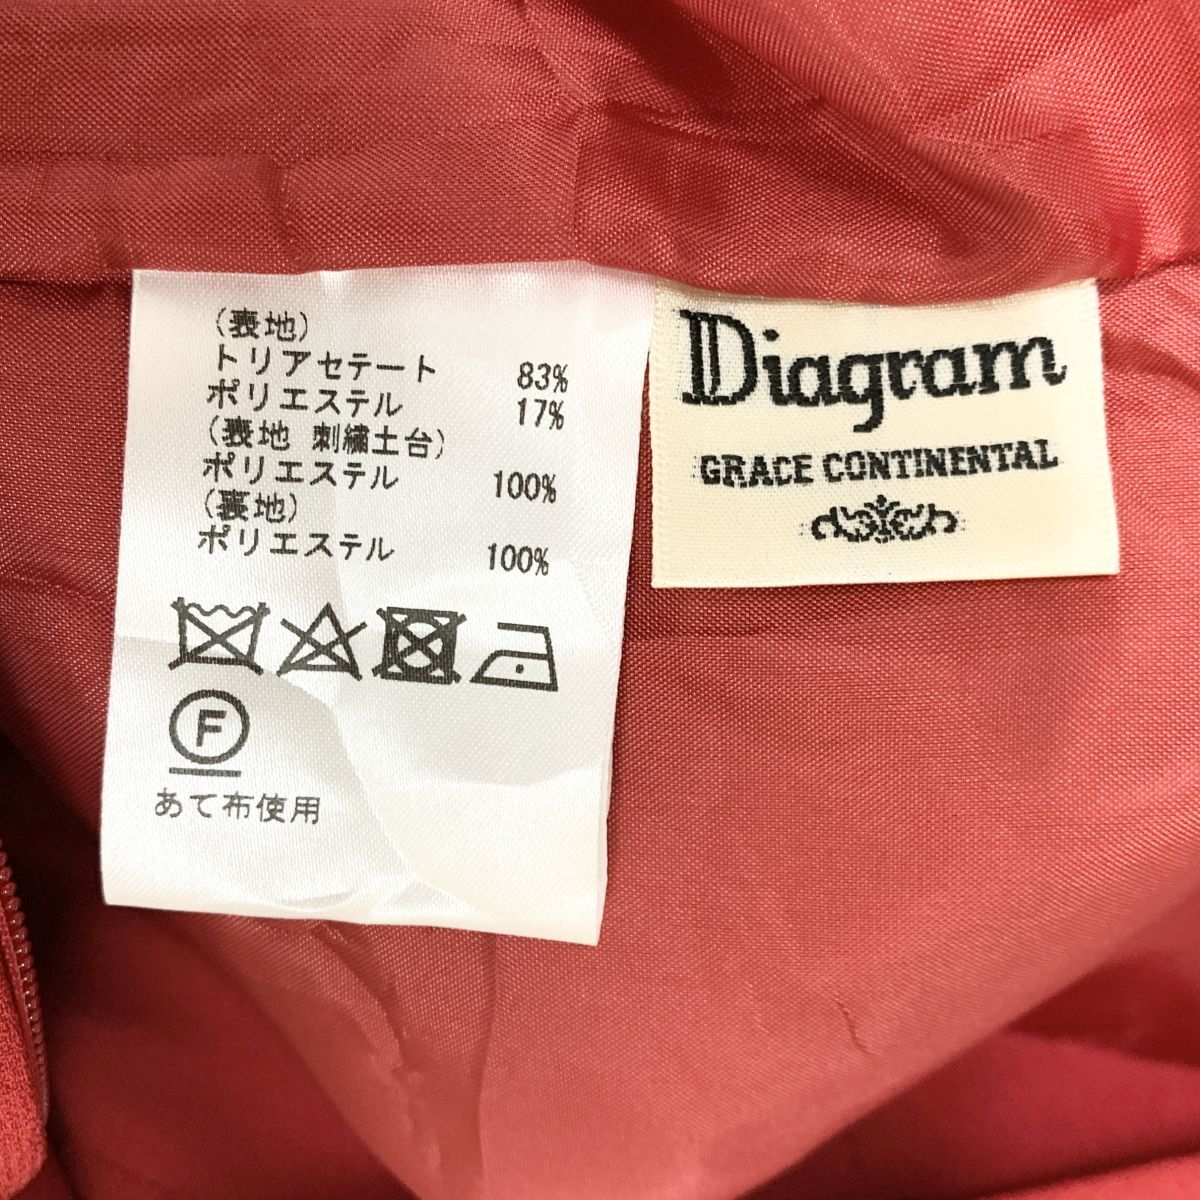 (表地)
トリアセテート 83%
ポリエステル 17%
(表地 刺繍土台)
ポリエステル 100%
(裏地)
ポリエステル 100%
F
あて布使用
Diagram
GRACE CONTINENTAL